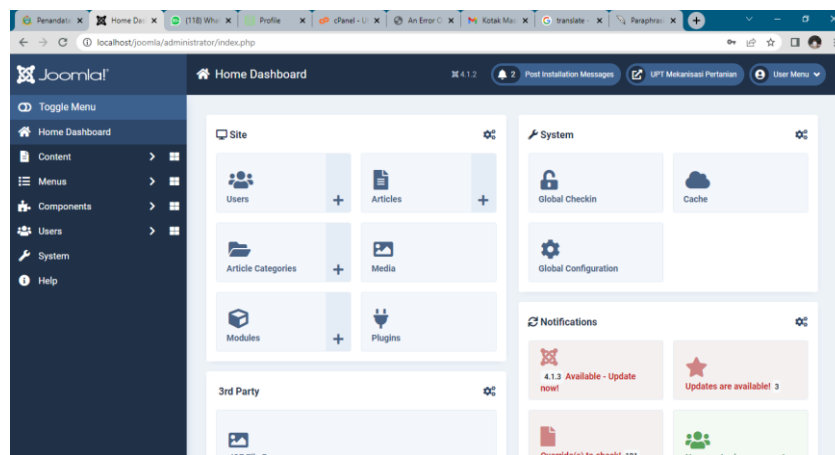 Penandata
Home Das
(118) Wha
Profile
cPanel - U
An Error O
Kotak Mas
translate -
Paraphras
localhost/joomla/administrator/index.php
Joomla!
Home Dashboard
4.1.2
2 Post Installation Messages
UPT Mekanisasi Pertanian
User Menu
Toggle Menu
Home Dashboard
Content
Menus
Components
Users
System
Help
Site
Users
Articles
Article Categories
Media
Modules
Plugins
3rd Party
System
Global Checkin
Cache
Global Configuration
Notifications
4.1.3 Available - Update
now!
Updates are available! 3